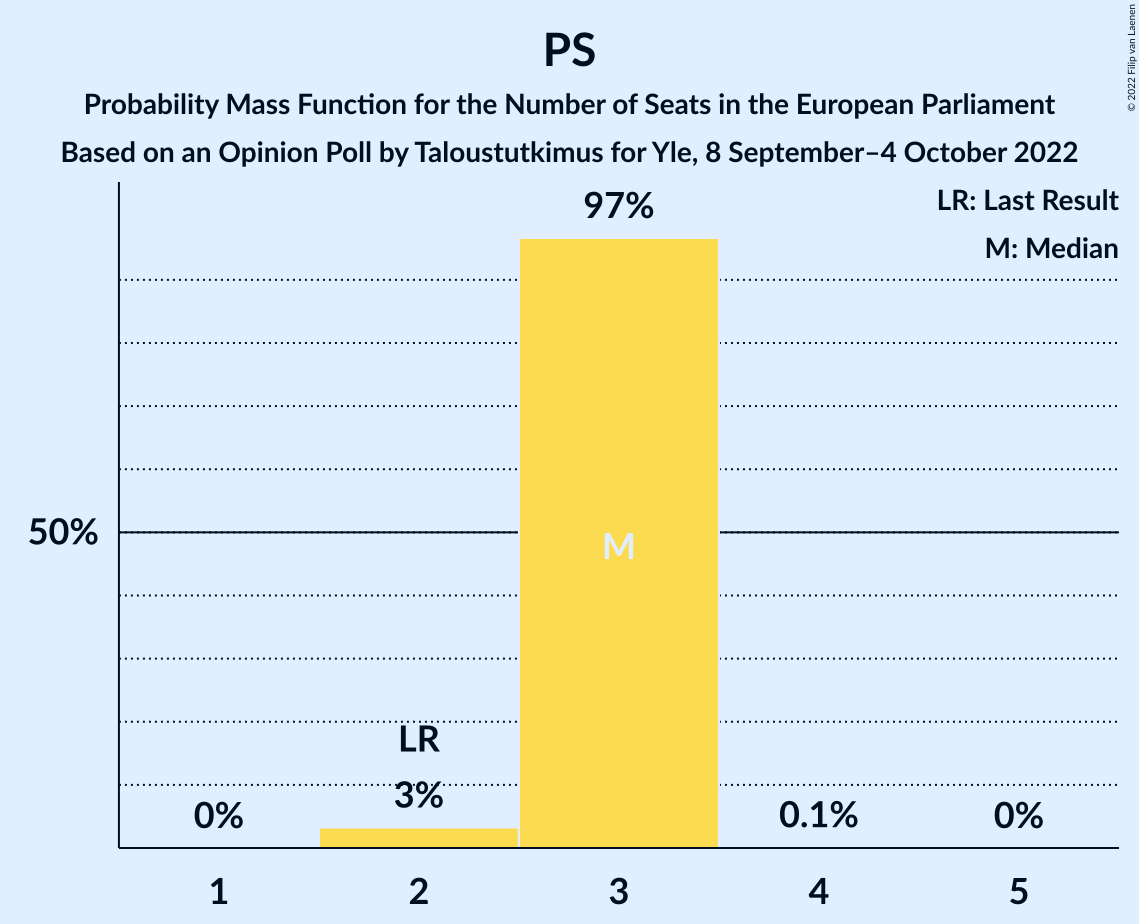 PS
Probability Mass Function for the Number of Seats in the European Parliament
Based on an Opinion Poll by Taloustutkimus for Yle, 8 September–4 October 2022
© 2022 Filip van Laenen
LR: Last Result
M: Median
97%
50%
M
LR
0%
3%
0.1%
0%
1
2
3
4
5